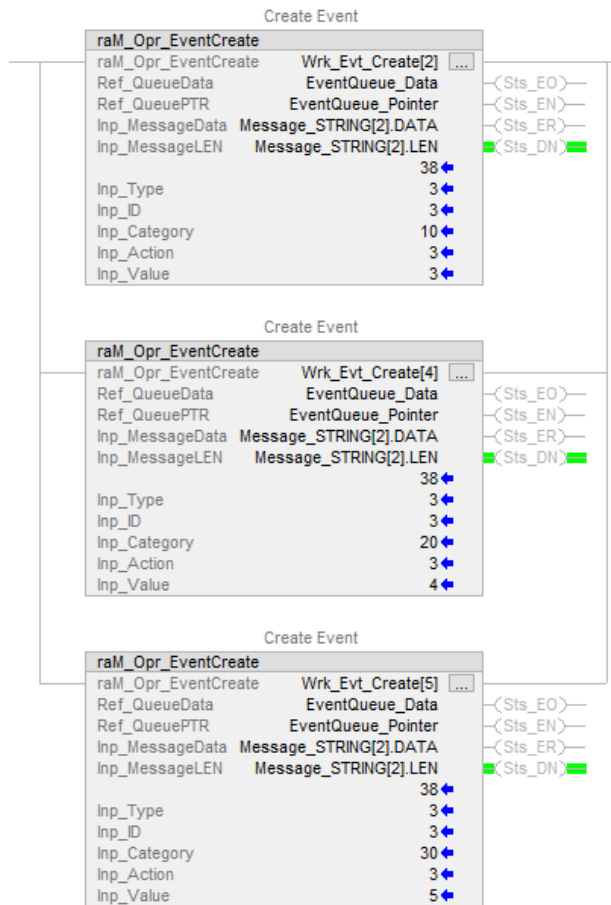 Create Event
raM_Opr_EventCreate
raM_Opr_EventCreate Wrk_Evt_Create[2] ...
Ref_QueueData EventQueue_Data (Sts_EO)
Ref_QueuePTR EventQueue_Pointer (Sts_EN)
Inp_MessageData Message_STRING[2].DATA (Sts_ER)
Inp_MessageLEN Message_STRING[2].LEN (Sts_DN)
38
Inp_Type 3
Inp_ID 3
Inp_Category 10
Inp_Action 3
Inp_Value 3
Create Event
raM_Opr_EventCreate
raM_Opr_EventCreate Wrk_Evt_Create[4] ...
Ref_QueueData EventQueue_Data (Sts_EO)
Ref_QueuePTR EventQueue_Pointer (Sts_EN)
Inp_MessageData Message_STRING[2].DATA (Sts_ER)
Inp_MessageLEN Message_STRING[2].LEN (Sts_DN)
38
Inp_Type 3
Inp_ID 3
Inp_Category 20
Inp_Action 3
Inp_Value 4
Create Event
raM_Opr_EventCreate
raM_Opr_EventCreate Wrk_Evt_Create[5] ...
Ref_QueueData EventQueue_Data (Sts_EO)
Ref_QueuePTR EventQueue_Pointer (Sts_EN)
Inp_MessageData Message_STRING[2].DATA (Sts_ER)
Inp_MessageLEN Message_STRING[2].LEN (Sts_DN)
38
Inp_Type 3
Inp_ID 3
Inp_Category 30
Inp_Action 3
Inp_Value 5